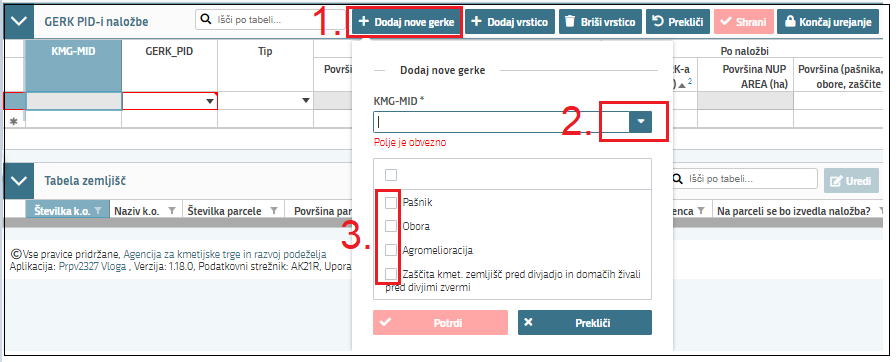 GERK PID-i naložbe
Išči po tabeli...
1.
Dodaj nove gerke
Dodaj vrstico
Briši vrstico
Prekliči
Shrani
Končaj urejanje
KMG-MID
GERK_PID
Tip
Po naložbi
Površi
K-a
) 2
Površina NUP
AREA (ha)
Površina (pašnika,
obore, zaščite
Dodaj nove gerke
KMG-MID *
2.
Polje je obvezno
3.
Pašnik
Obora
Agromelioracija
Zaščita kmet. zemljišč pred divjadjo in domačih živali
pred divjimi zvermi
Potrdi
Prekliči
Tabela zemljišč
Išči po tabeli...
Uredi
Številka k.o.
Naziv k.o.
Številka parcele
Površina par
enca
Na parceli se bo izvedla naložba?
©Vse pravice pridržane, Agencija za kmetijske trge in razvoj podeželja
Aplikacija: Prpv2327 Vloga , Verzija: 1.18.0, Podatkovni strežnik: AK21R, Upora